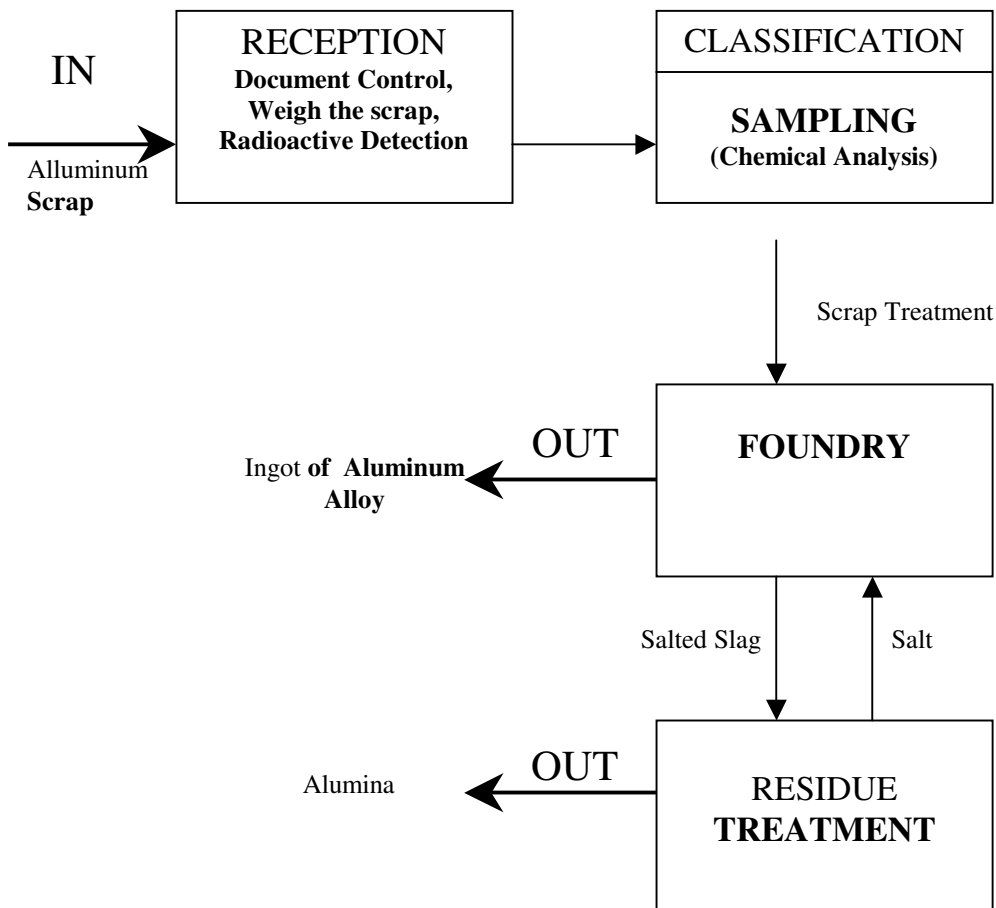 IN
Alluminum
Scrap
RECEPTION
Document Control,
Weigh the scrap,
Radioactive Detection
CLASSIFICATION
SAMPLING
(Chemical Analysis)
Scrap Treatment
FOUNDRY
OUT
Ingot of Aluminum
Alloy
Salted Slag
Salt
RESIDUE
TREATMENT
OUT
Alumina